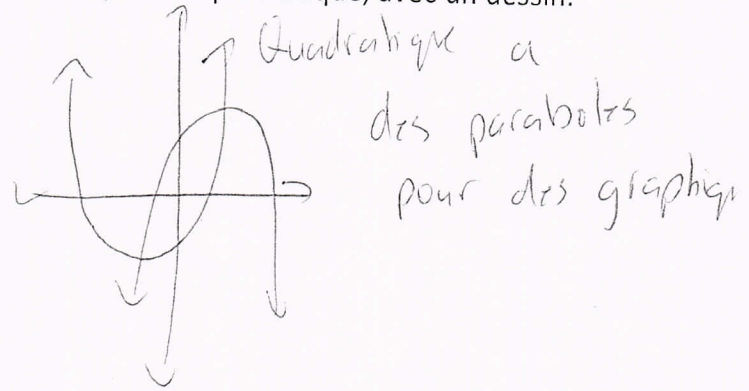 avec un dessin.
Quadratique a
des paraboles
pour des graphiq